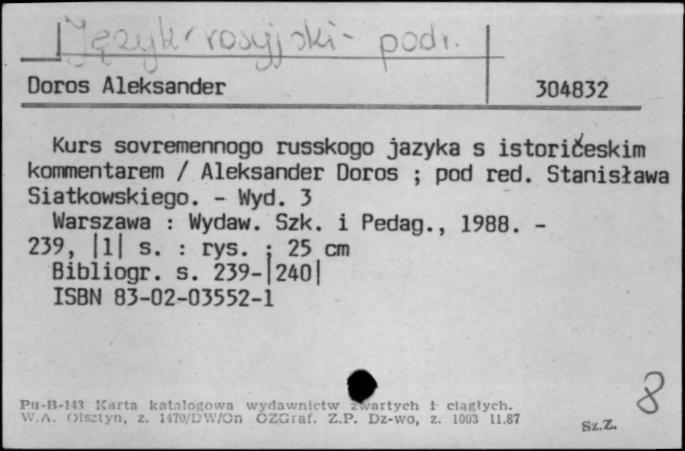 Język rosyjski - podr.
Doros Aleksander 304832
Kurs sovremennogo russkogo jazyka s istoričeskim
kommentarem / Aleksander Doros ; pod red. Stanisława
Siatkowskiego. - Wyd. 3
Warszawa : Wydaw. Szk. i Pedag., 1988. -
239, |1| s. : rys. ; 25 cm
Bibliogr. s. 239-|240|
ISBN 83-02-03552-1
8
Pu-B-143 Karta katalogowa wydawnictw zwartych i ciągłych.
W.A. Olsztyn, z. 1470/DW/On OZGraf. Z.P. Dz-wo, z. 1003 11.87
Sz.Z.